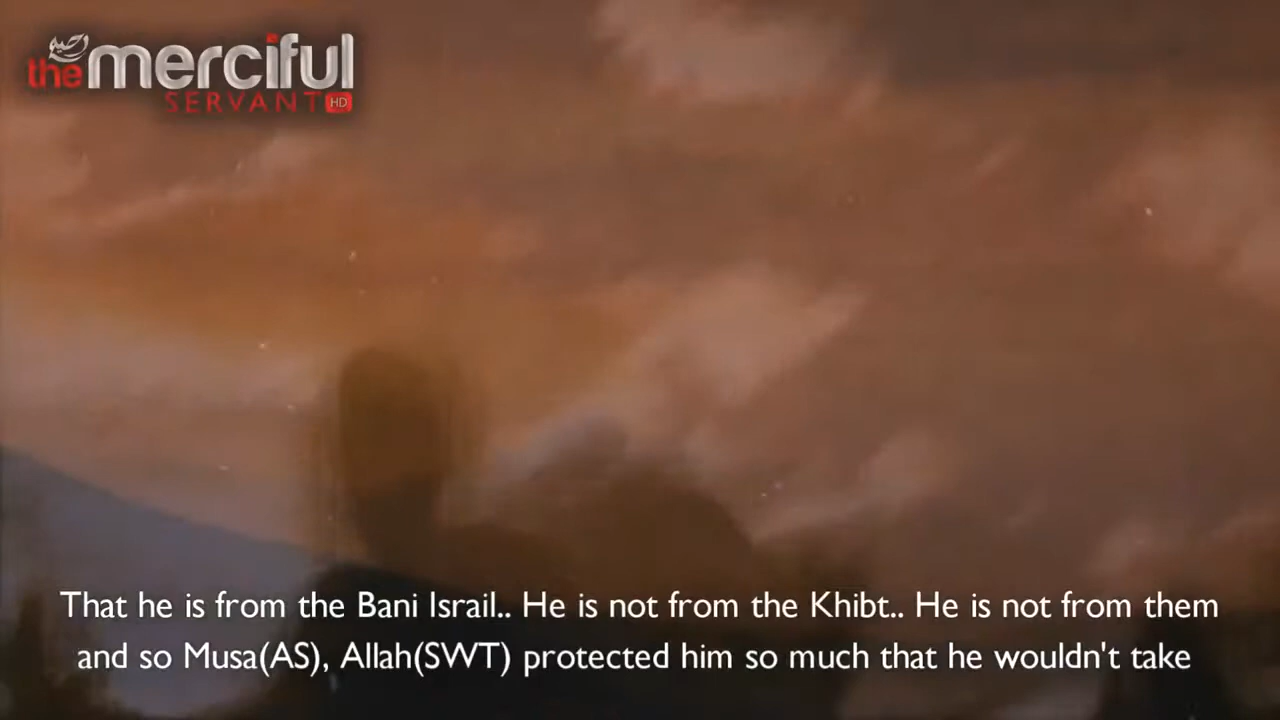 the merciful
SERVANT HD
That he is from the Bani Israil.. He is not from the Khibt.. He is not from them
and so Musa(AS), Allah(SWT) protected him so much that he wouldn't take